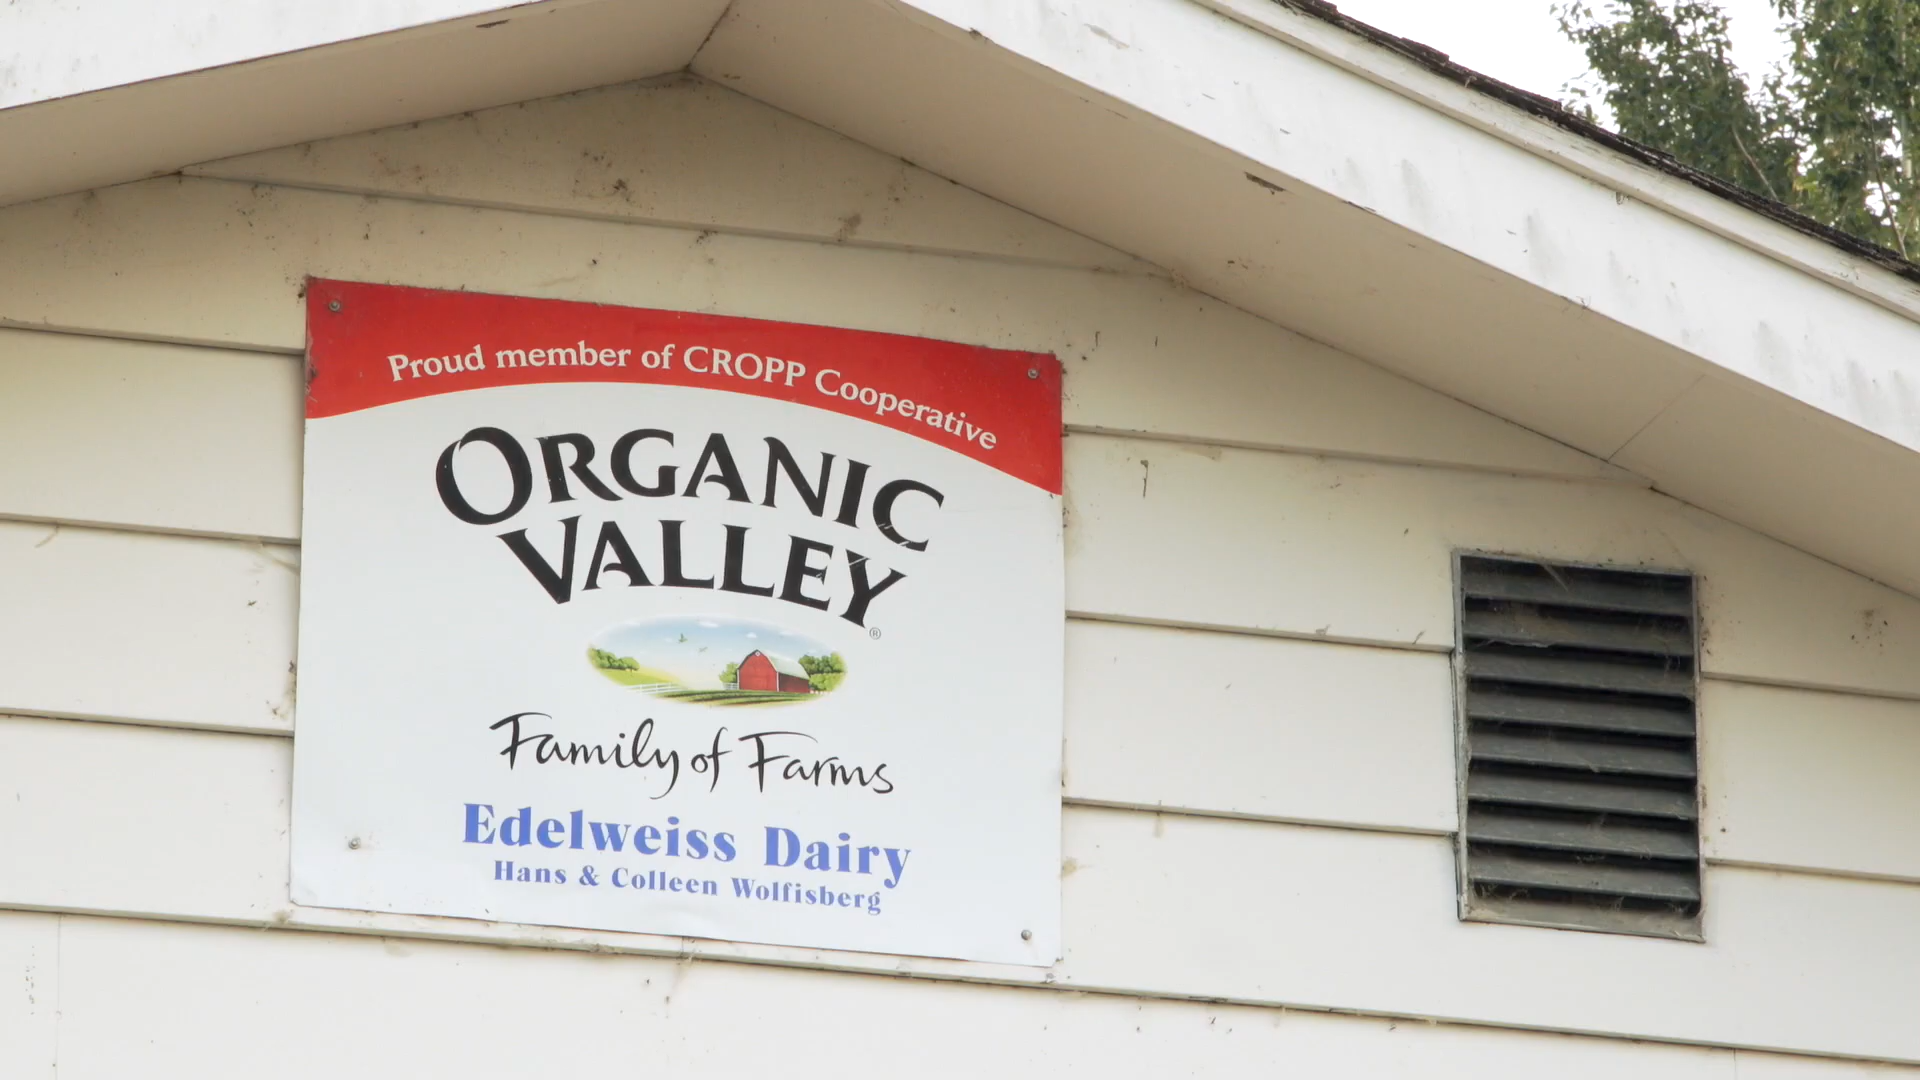 Proud member of CROPP Cooperative
ORGANIC
VALLEY®
Family of Farms
Edelweiss Dairy
Hans & Colleen Wolfisberg